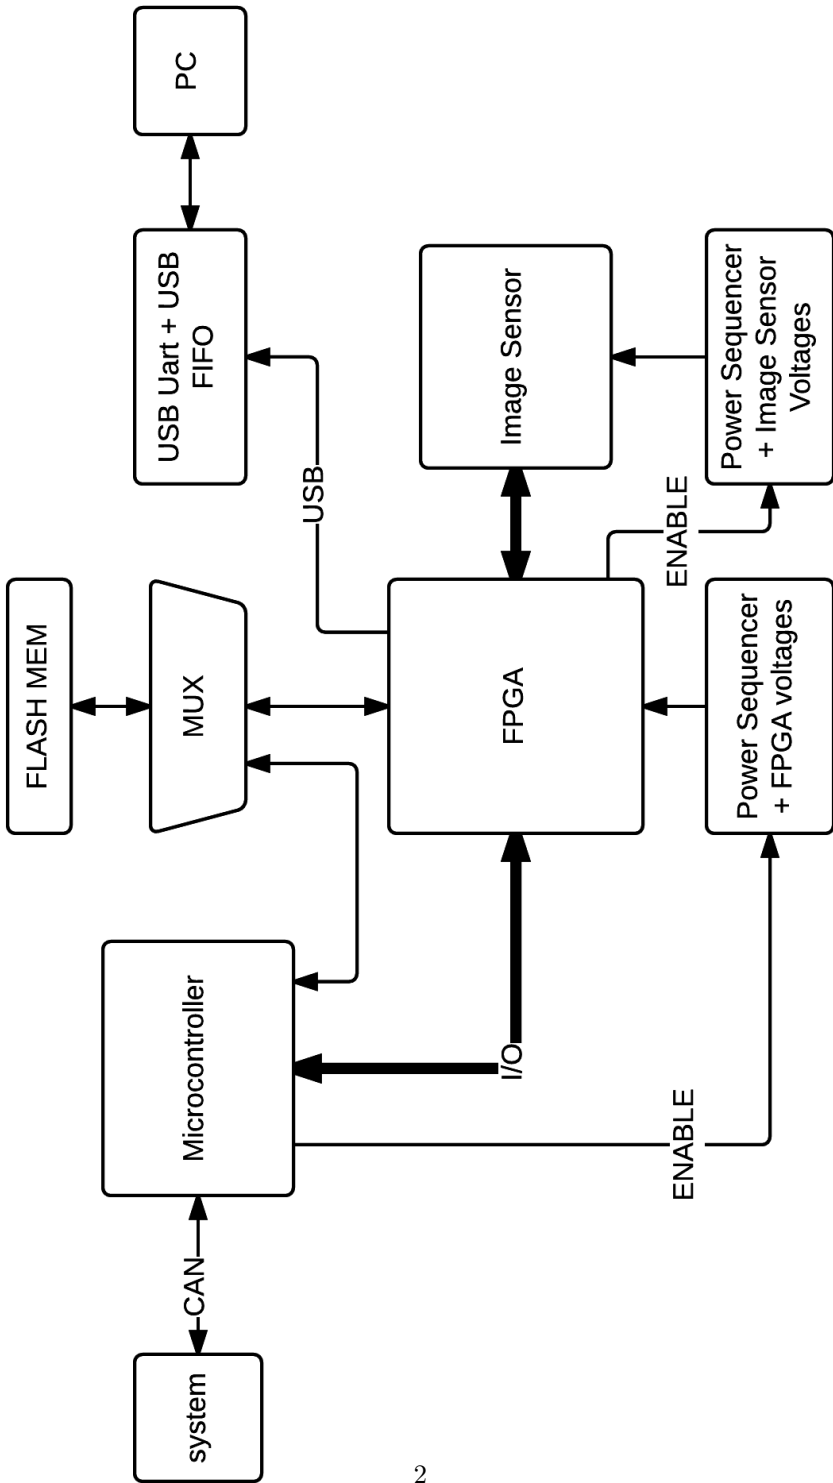 FLASH MEM
system
CAN
Microcontroller
MUX
USB Uart + USB
FIFO
PC
USB
I/O
FPGA
Image Sensor
ENABLE
ENABLE
Power Sequencer
+ FPGA voltages
Power Sequencer
+ Image Sensor
Voltages
2